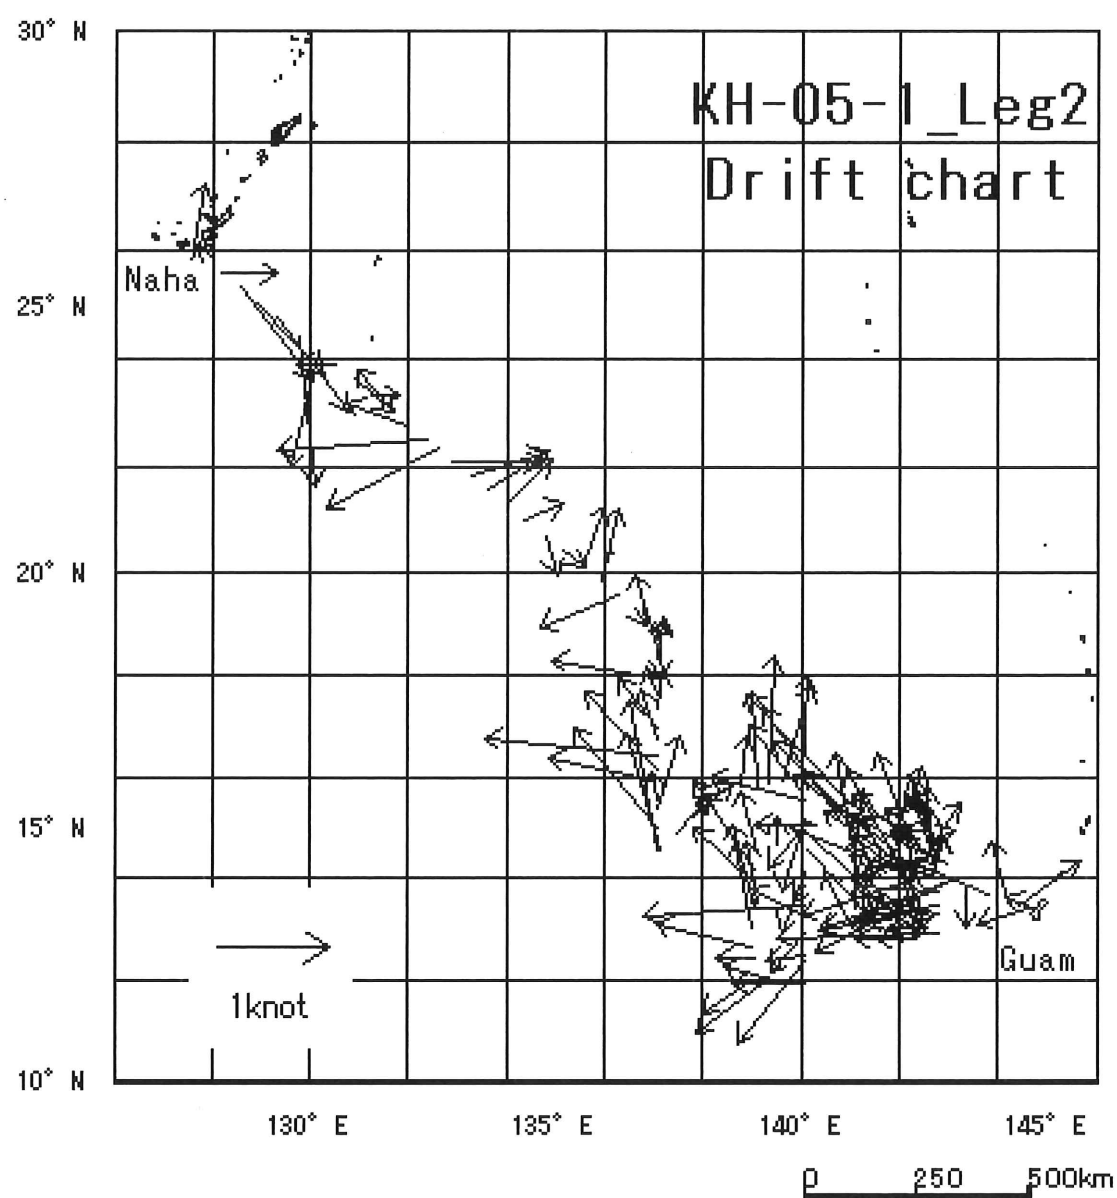 30° N
KH-05-1_Leg2
Drift chart
Naha
25° N
20° N
15° N
Guam
1knot
10° N
130° E
135° E
140° E
145° E
0
250
500km